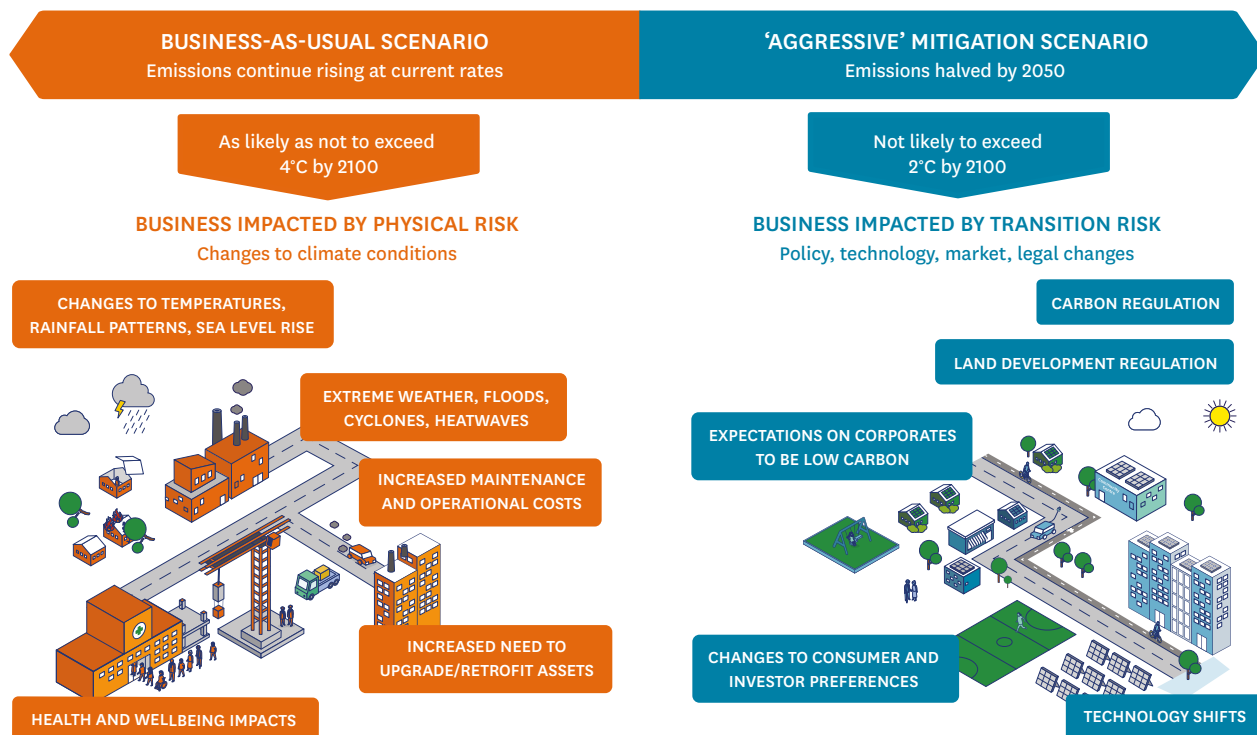 BUSINESS-AS-USUAL SCENARIO
Emissions continue rising at current rates
‘AGGRESSIVE’ MITIGATION SCENARIO
Emissions halved by 2050
As likely as not to exceed
4°C by 2100
Not likely to exceed
2°C by 2100
BUSINESS IMPACTED BY PHYSICAL RISK
Changes to climate conditions
BUSINESS IMPACTED BY TRANSITION RISK
Policy, technology, market, legal changes
CHANGES TO TEMPERATURES,
RAINFALL PATTERNS, SEA LEVEL RISE
EXTREME WEATHER, FLOODS,
CYCLONES, HEATWAVES
INCREASED MAINTENANCE
AND OPERATIONAL COSTS
INCREASED NEED TO
UPGRADE/RETROFIT ASSETS
HEALTH AND WELLBEING IMPACTS
CARBON REGULATION
LAND DEVELOPMENT REGULATION
EXPECTATIONS ON CORPORATES
TO BE LOW CARBON
CHANGES TO CONSUMER AND
INVESTOR PREFERENCES
TECHNOLOGY SHIFTS